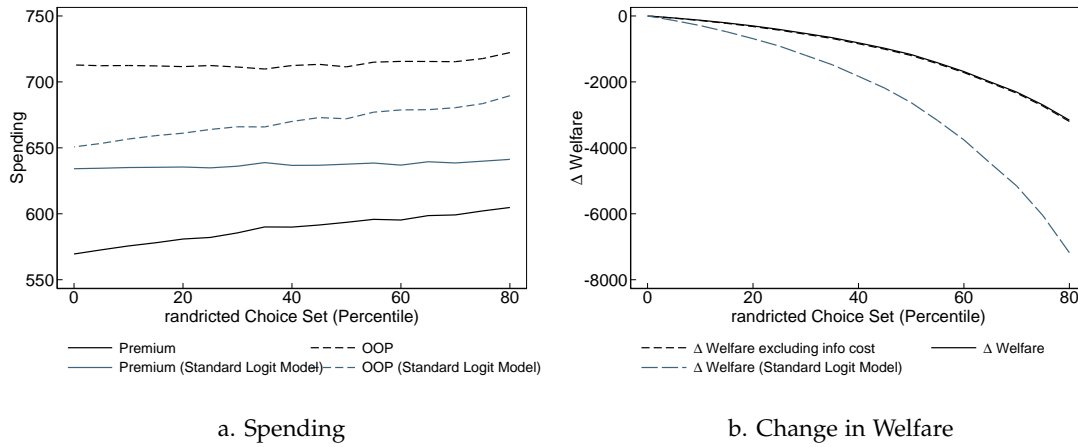 750
700
650
600
550
Spending
0 20 40 60 80
randricted Choice Set (Percentile)
Premium OOP
Premium (Standard Logit Model) OOP (Standard Logit Model)
a. Spending
0
-2000
-4000
-6000
-8000
Δ Welfare
0 20 40 60 80
randricted Choice Set (Percentile)
Δ Welfare excluding info cost Δ Welfare
Δ Welfare (Standard Logit Model)
b. Change in Welfare